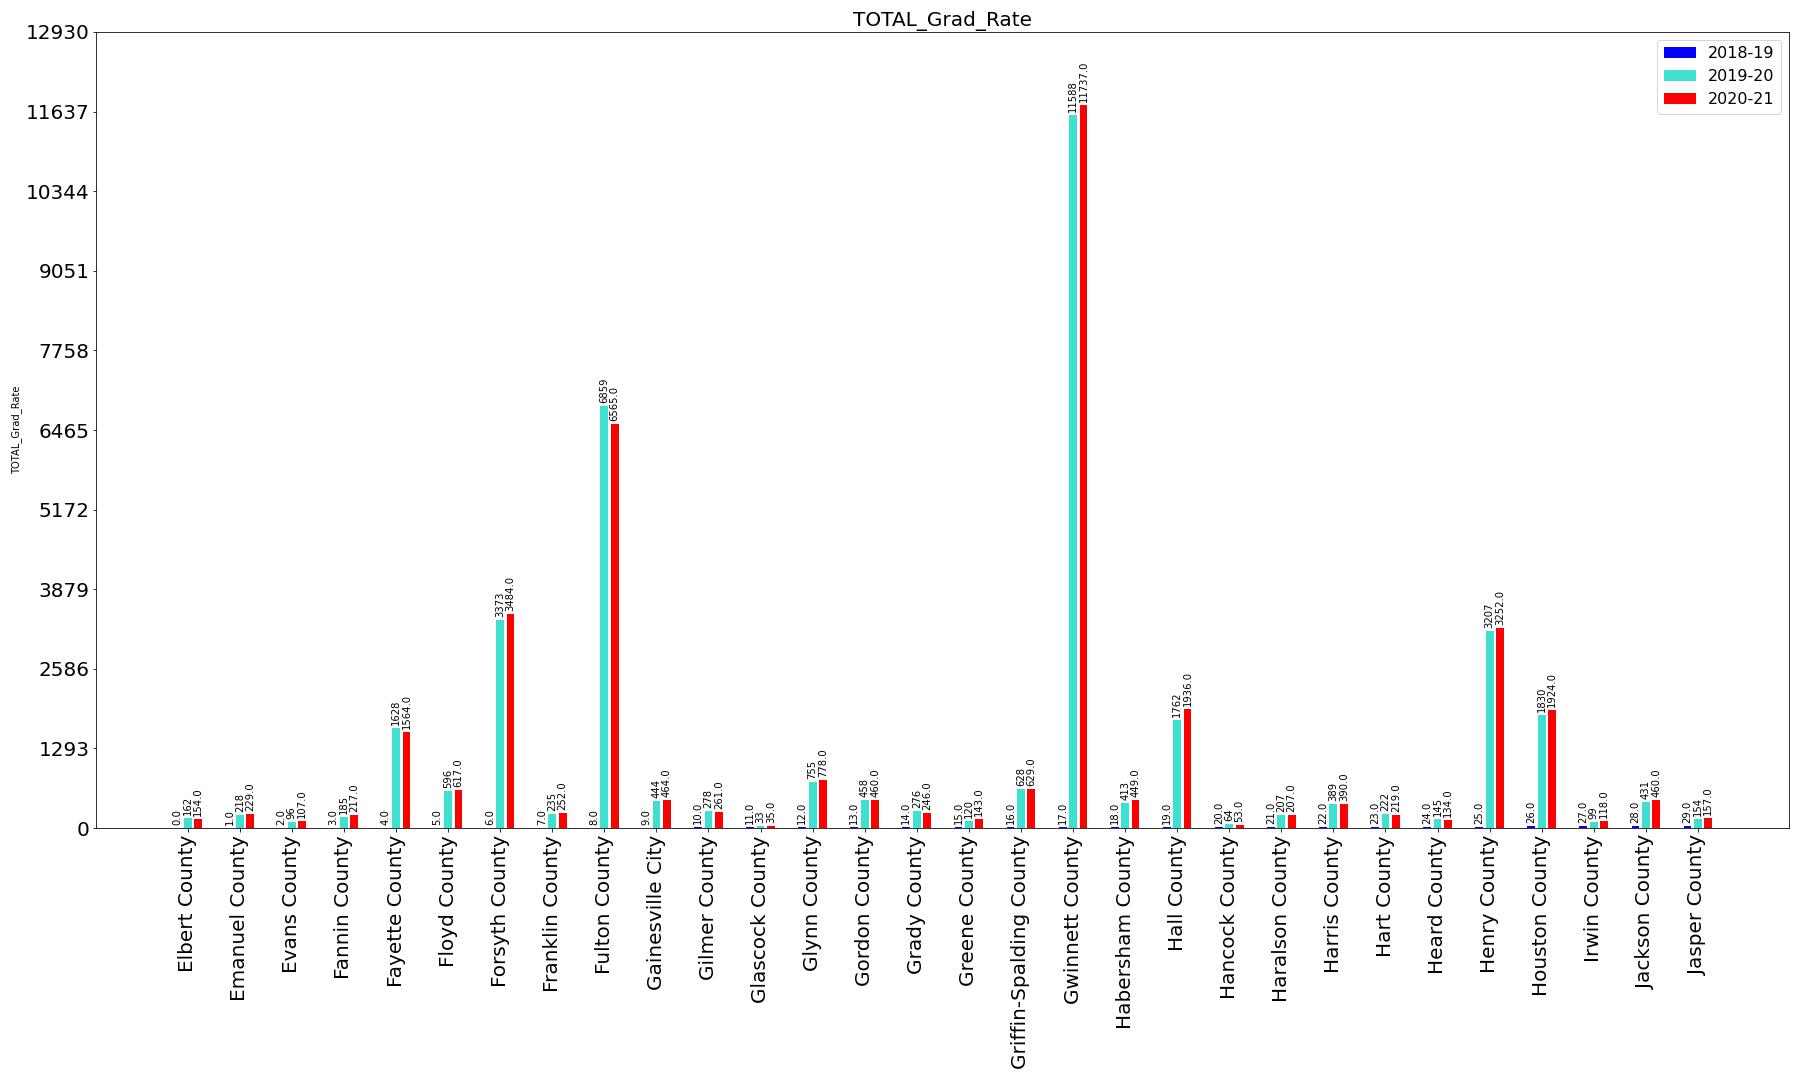 TOTAL_Grad_Rate
12930
11637
10344
9051
7758
6465
5172
3879
2586
1293
0
TOTAL_Grad_Rate
2018-19
2019-20
2020-21
0.0 162 154.0
1.0 218 229.0
2.0 96 107.0
3.0 185 217.0
4.0 1628 1564.0
5.0 596 617.0
6.0 3373 3484.0
7.0 235 252.0
8.0 6859 6565.0
9.0 444 464.0
10.0 278 261.0
11.0 33 35.0
12.0 755 778.0
13.0 458 460.0
14.0 276 246.0
15.0 120 143.0
16.0 628 629.0
17.0 11588 11737.0
18.0 413 449.0
19.0 1762 1936.0
20.0 64 53.0
21.0 207 207.0
22.0 389 390.0
23.0 222 219.0
24.0 145 134.0
25.0 3207 3252.0
26.0 1830 1924.0
27.0 99 118.0
28.0 431 460.0
29.0 154 157.0
Elbert County
Emanuel County
Evans County
Fannin County
Fayette County
Floyd County
Forsyth County
Franklin County
Fulton County
Gainesville City
Gilmer County
Glascock County
Glynn County
Gordon County
Grady County
Greene County
Griffin-Spalding County
Gwinnett County
Habersham County
Hall County
Hancock County
Haralson County
Harris County
Hart County
Heard County
Henry County
Houston County
Irwin County
Jackson County
Jasper County